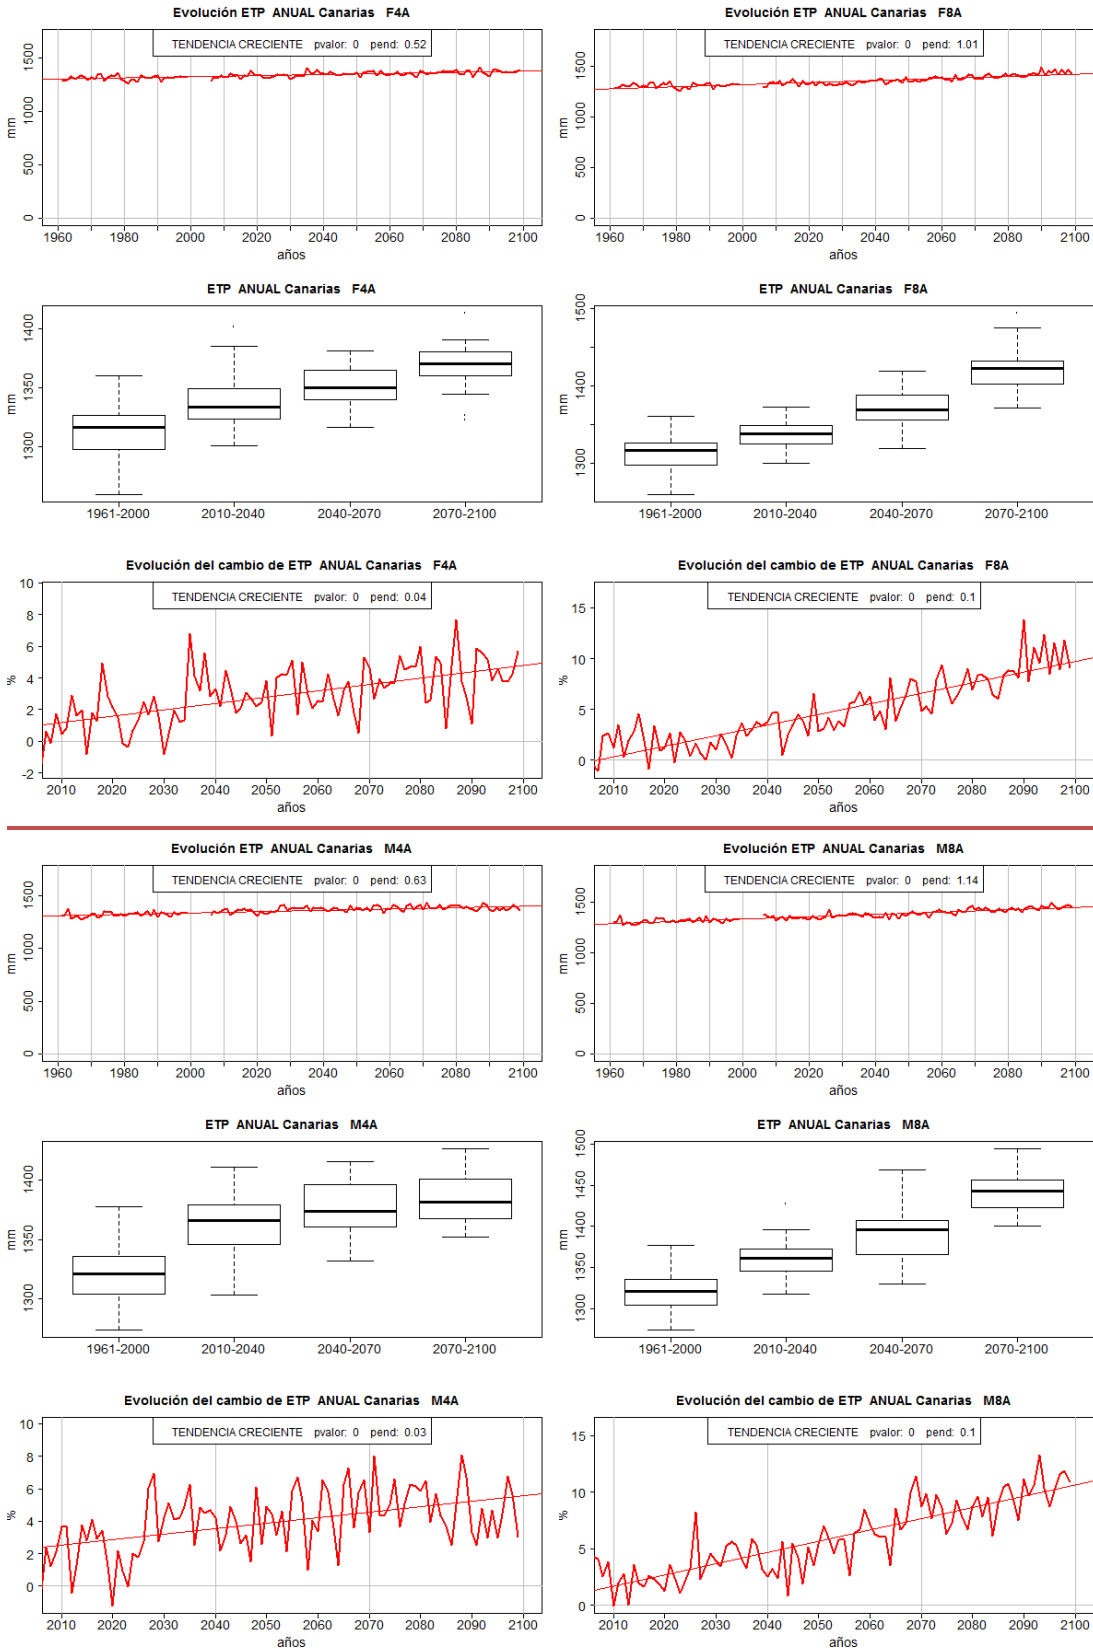 Evolución ETP ANUAL Canarias F4A
TENDENCIA CRECIENTE pvalor: 0 pend: 0.52
mm
0 500 1000 1500
1960 1980 2000 2020 2040 2060 2080 2100
años
Evolución ETP ANUAL Canarias F8A
TENDENCIA CRECIENTE pvalor: 0 pend: 1.01
mm
0 500 1000 1500
1960 1980 2000 2020 2040 2060 2080 2100
años
ETP ANUAL Canarias F4A
mm
1300 1350 1400
1961-2000 2010-2040 2040-2070 2070-2100
ETP ANUAL Canarias F8A
mm
1300 1400 1500
1961-2000 2010-2040 2040-2070 2070-2100
Evolución del cambio de ETP ANUAL Canarias F4A
TENDENCIA CRECIENTE pvalor: 0 pend: 0.04
%
-2 0 2 4 6 8 10
2010 2020 2030 2040 2050 2060 2070 2080 2090 2100
años
Evolución del cambio de ETP ANUAL Canarias F8A
TENDENCIA CRECIENTE pvalor: 0 pend: 0.1
%
0 5 10 15
2010 2020 2030 2040 2050 2060 2070 2080 2090 2100
años
Evolución ETP ANUAL Canarias M4A
TENDENCIA CRECIENTE pvalor: 0 pend: 0.63
mm
0 500 1000 1500
1960 1980 2000 2020 2040 2060 2080 2100
años
Evolución ETP ANUAL Canarias M8A
TENDENCIA CRECIENTE pvalor: 0 pend: 1.14
mm
0 500 1000 1500
1960 1980 2000 2020 2040 2060 2080 2100
años
ETP ANUAL Canarias M4A
mm
1300 1350 1400
1961-2000 2010-2040 2040-2070 2070-2100
ETP ANUAL Canarias M8A
mm
1300 1350 1400 1450 1500
1961-2000 2010-2040 2040-2070 2070-2100
Evolución del cambio de ETP ANUAL Canarias M4A
TENDENCIA CRECIENTE pvalor: 0 pend: 0.03
%
0 2 4 6 8 10
2010 2020 2030 2040 2050 2060 2070 2080 2090 2100
años
Evolución del cambio de ETP ANUAL Canarias M8A
TENDENCIA CRECIENTE pvalor: 0 pend: 0.1
%
0 5 10 15
2010 2020 2030 2040 2050 2060 2070 2080 2090 2100
años